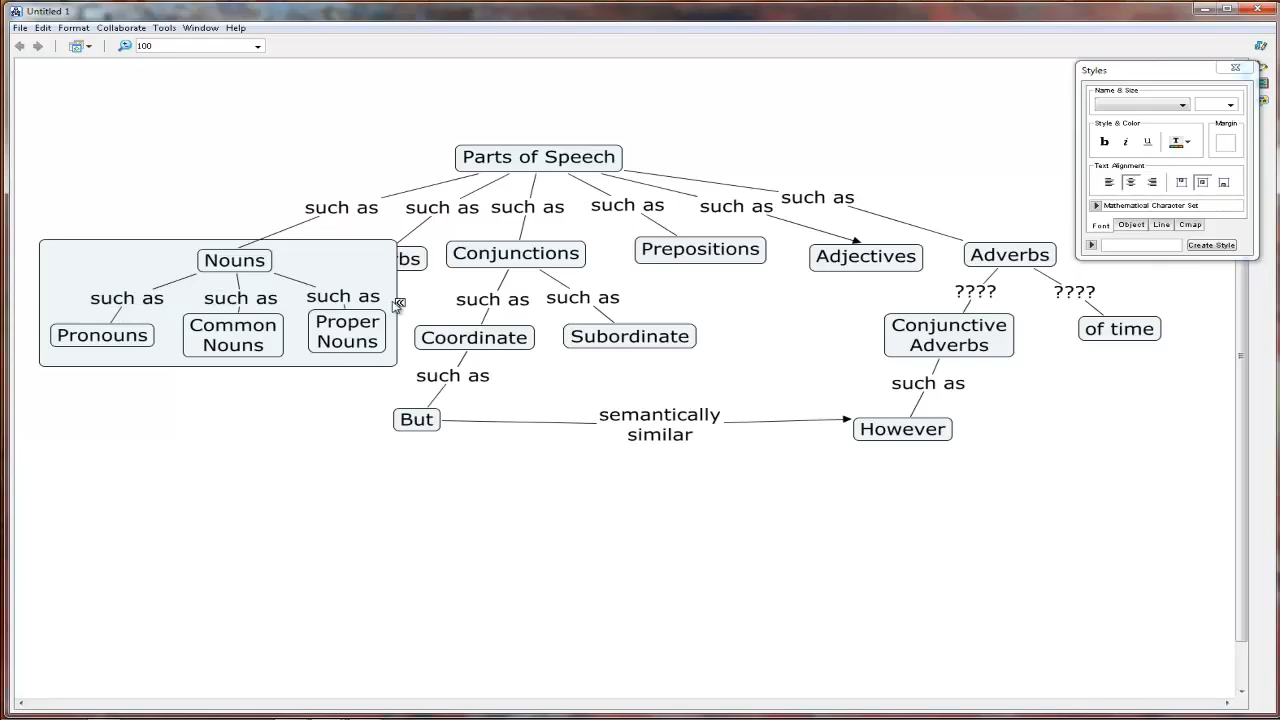 Untitled 1
File Edit Format Collaborate Tools Window Help
100
Styles
Name & Size
Style & Color
Margin
b i u T
Text Alignment
Mathematical Character Set
Font Object Line Cmap
Create Style
Parts of Speech
such as such as such as such as such as such as
Nouns
rbs
Conjunctions
Prepositions
Adjectives
Adverbs
such as such as such as
such as such as
???? ????
Pronouns
Common
Nouns
Proper
Nouns
Coordinate
Subordinate
Conjunctive
Adverbs
of time
such as
such as
But
semantically
similar
However